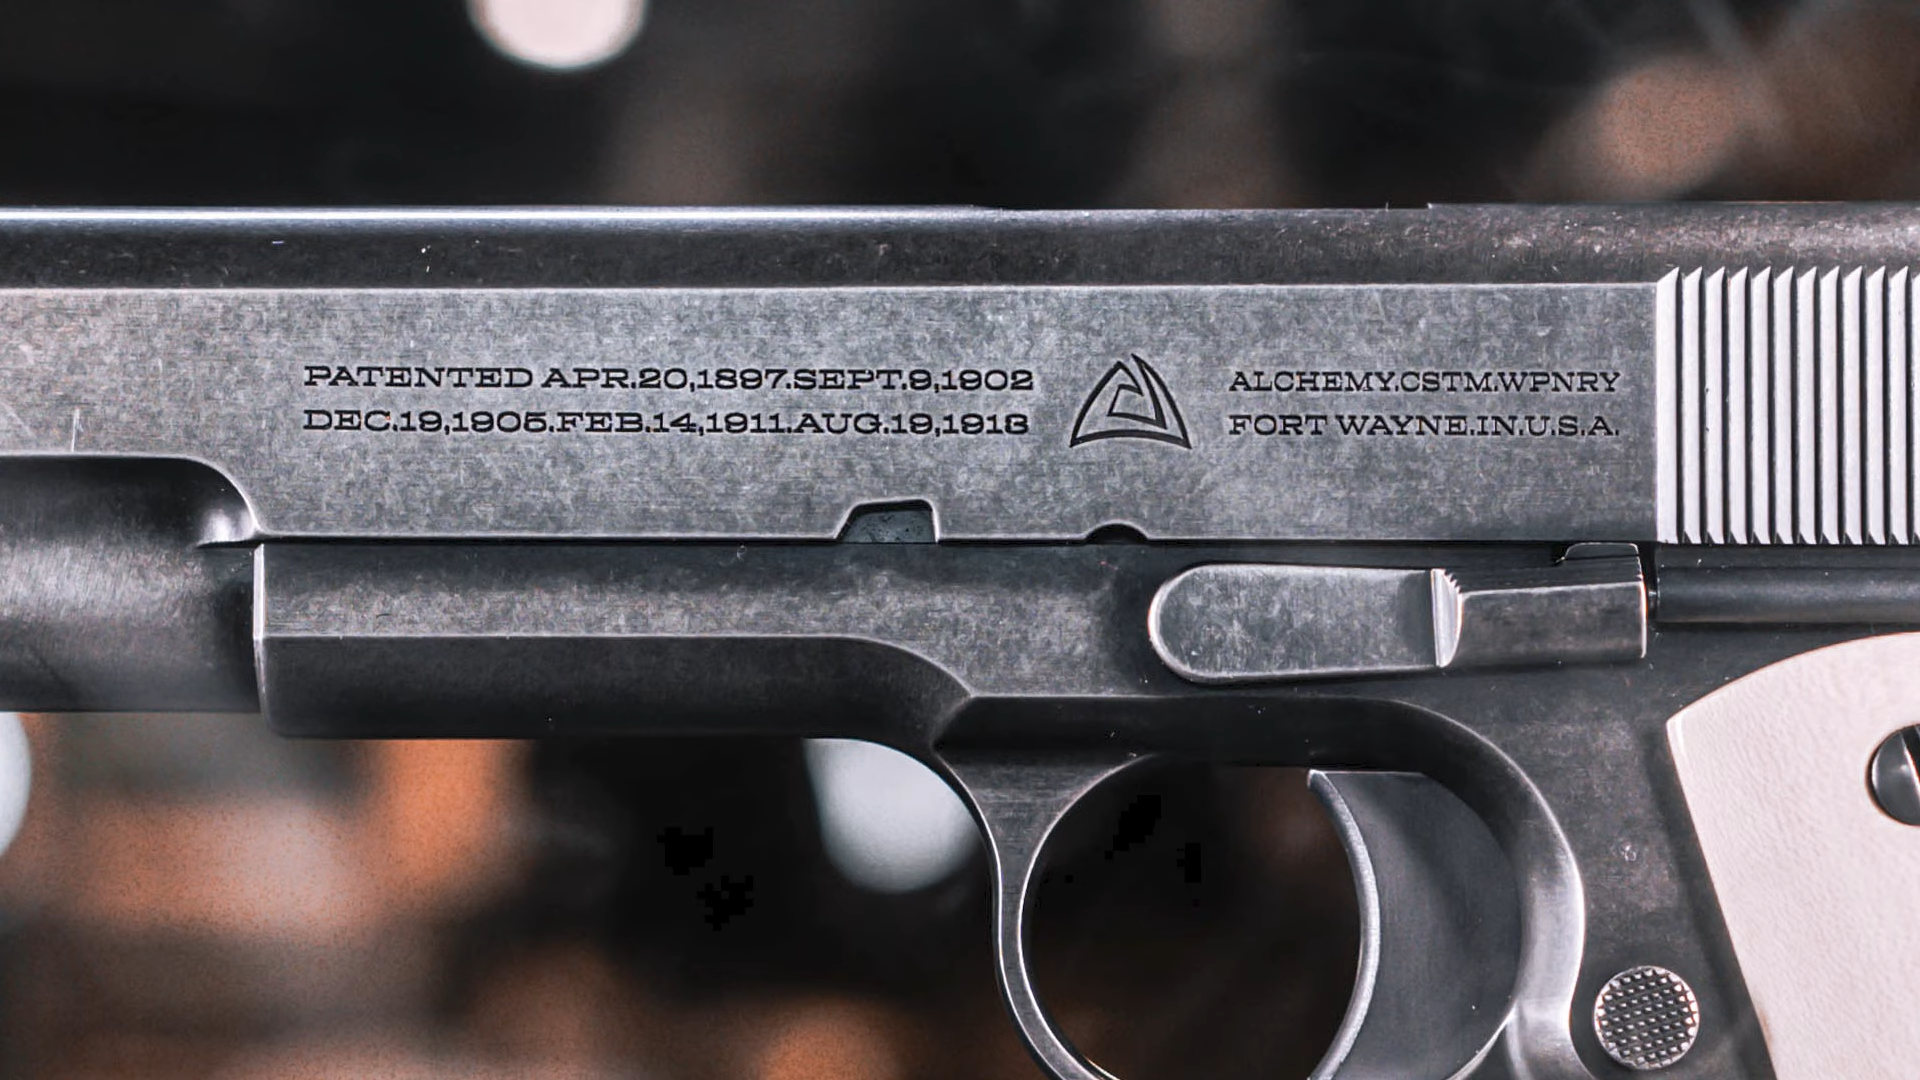 PATENTED APR.20,1897.SEPT.9,1902
DEC.19,1905.FEB.14,1911.AUG.19,1913
ALCHEMY.CSTM.WPNRY
FORT WAYNE.IN.U.S.A.